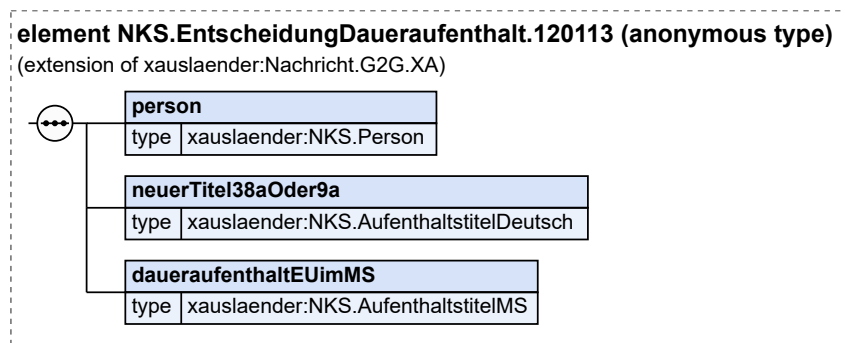 element NKS.EntscheidungDaueraufenthalt.120113 (anonymous type)
(extension of xauslaender:Nachricht.G2G.XA)
person
type xauslaender:NKS.Person
neuerTitel38aOder9a
type xauslaender:NKS.AufenthaltstitelDeutsch
daueraufenthaltEUimMS
type xauslaender:NKS.AufenthaltstitelMS